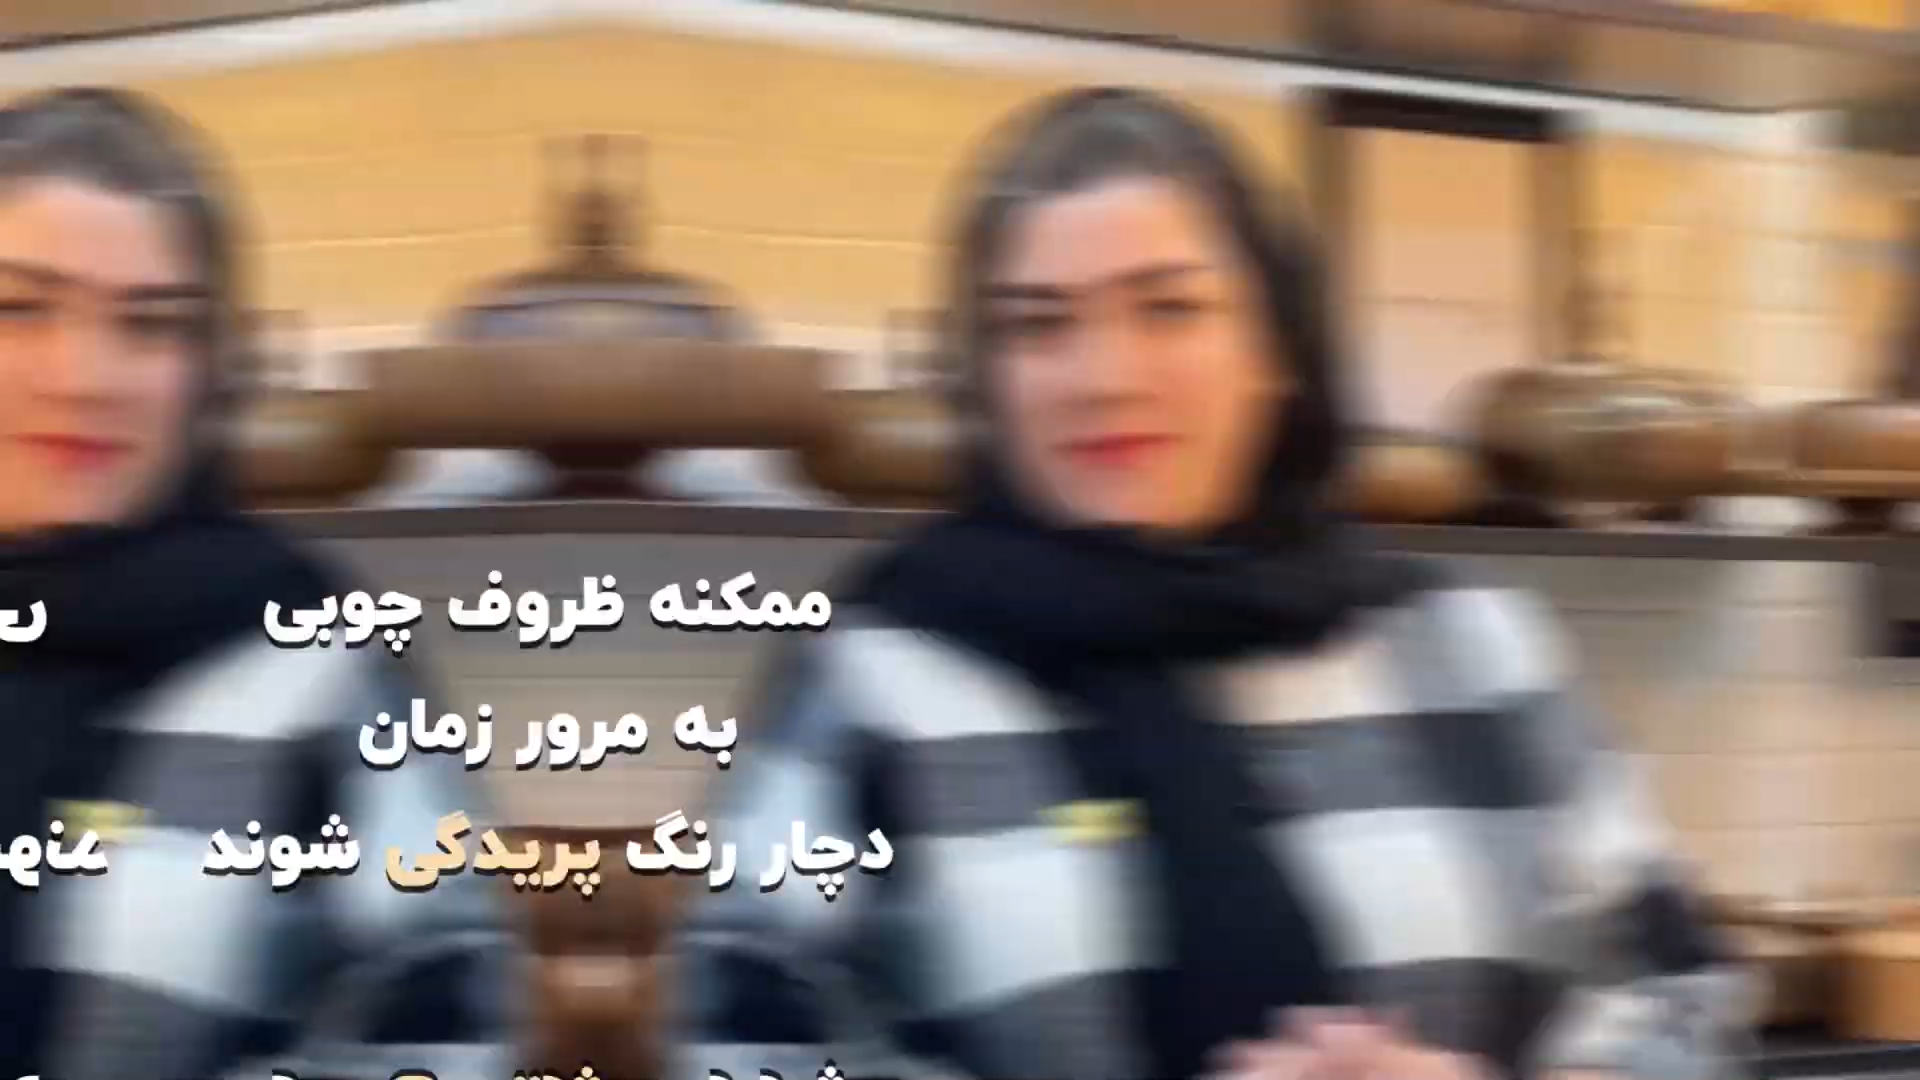 ممکنه ظروف چوبی
به مرور زمان
دچار رنگ پریدگی شوند